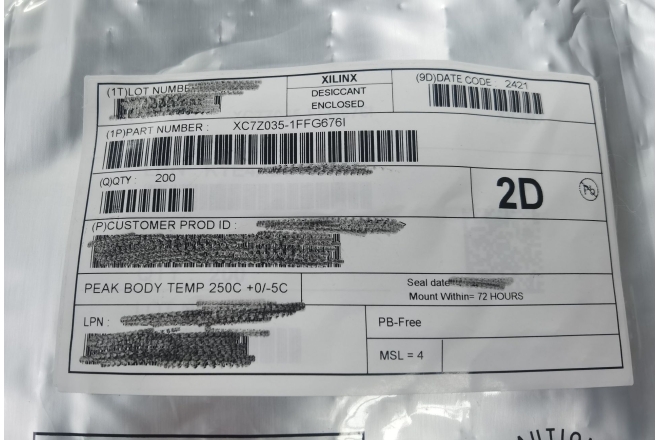 (1T)LOT NUMBE
XILINX
DESICCANT
ENCLOSED
(9D)DATE CODE 2421
(1P)PART NUMBER : XC7Z035-1FFG676I
(Q)QTY : 200
2D
Pb
(P)CUSTOMER PROD ID :
PEAK BODY TEMP 250C +0/-5C
Seal date
Mount Within= 72 HOURS
LPN :
PB-Free
MSL = 4